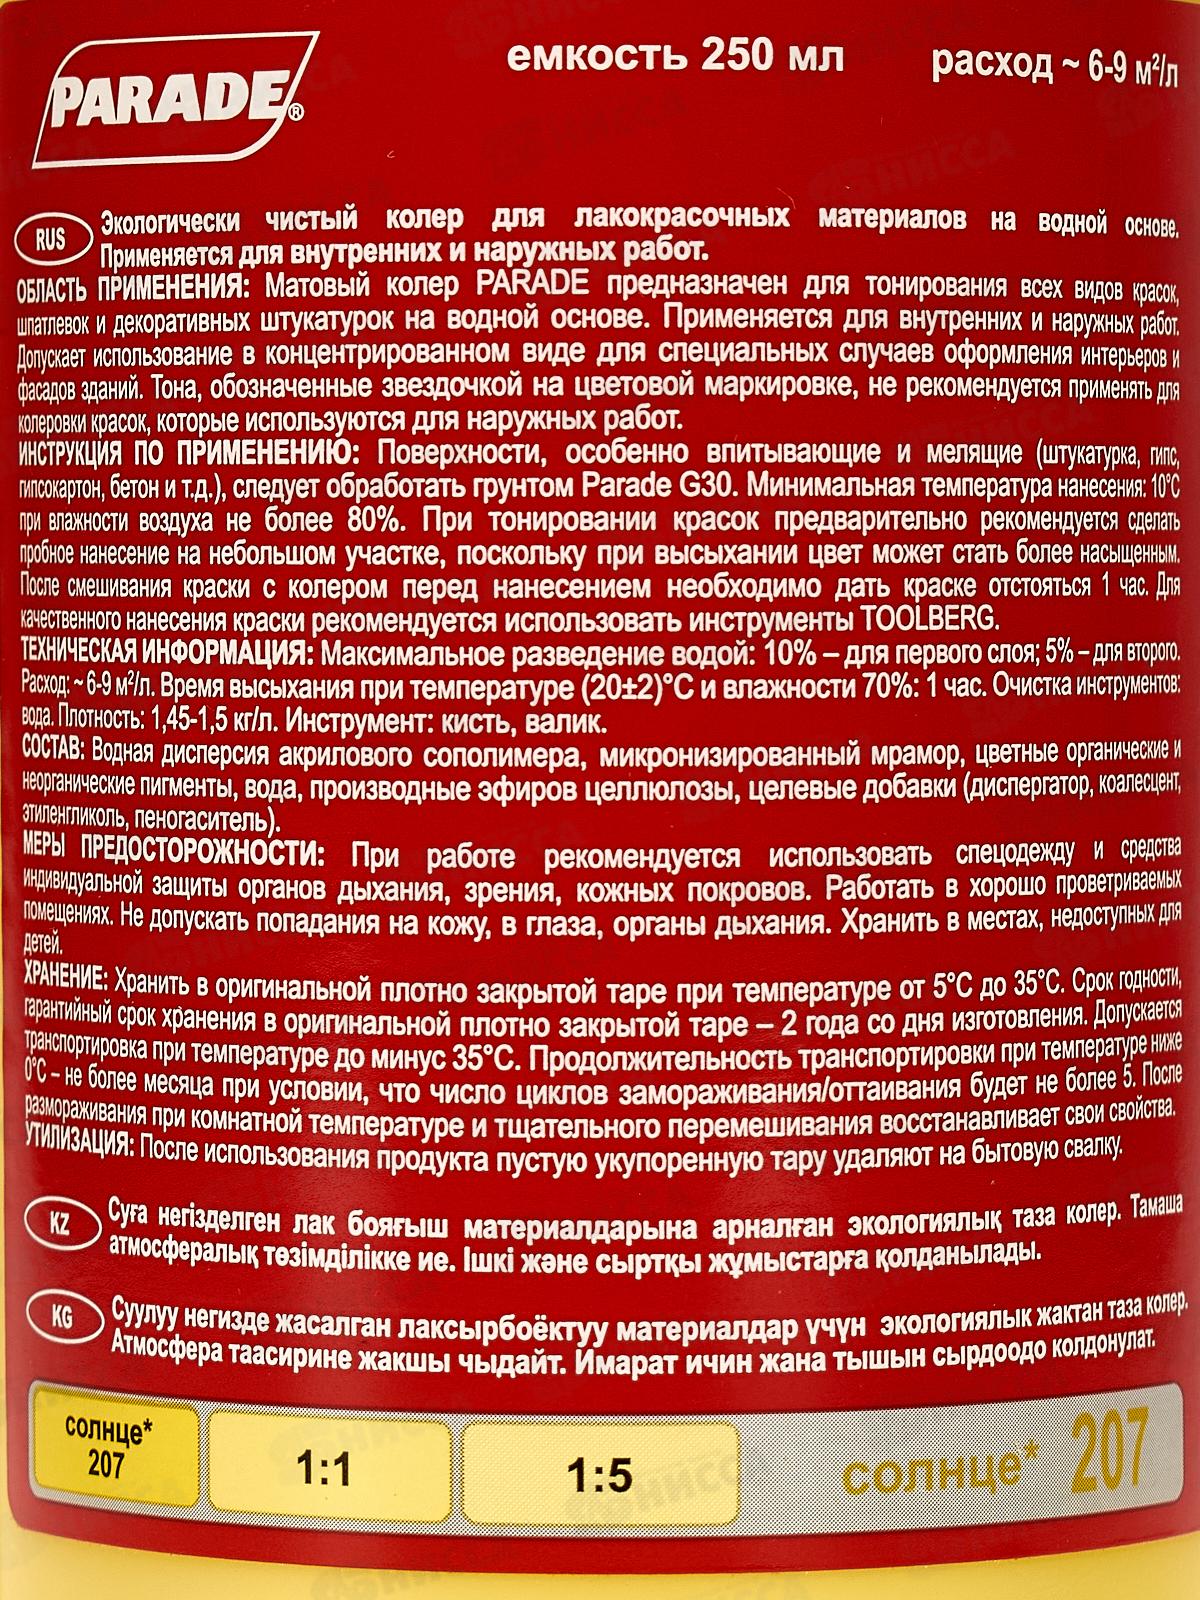 PARADE®
емкость 250 мл
расход ~ 6-9 м²/л
RUS
Экологически чистый колер для лакокрасочных материалов на водной основе.
Применяется для внутренних и наружных работ.
ОБЛАСТЬ ПРИМЕНЕНИЯ: Матовый колер PARADE предназначен для тонирования всех видов красок,
шпатлевок и декоративных штукатурок на водной основе. Применяется для внутренних и наружных работ.
Допускает использование в концентрированном виде для специальных случаев оформления интерьеров и
фасадов зданий. Тона, обозначенные звездочкой на цветовой маркировке, не рекомендуется применять для
колеровки красок, которые используются для наружных работ.
ИНСТРУКЦИЯ ПО ПРИМЕНЕНИЮ: Поверхности, особенно впитывающие и мелящие (штукатурка, гипс,
гипсокартон, бетон и т.д.), следует обработать грунтом Parade G30. Минимальная температура нанесения: 10°С
при влажности воздуха не более 80%. При тонировании красок предварительно рекомендуется сделать
пробное нанесение на небольшом участке, поскольку при высыхании цвет может стать более насыщенным.
После смешивания краски с колером перед нанесением необходимо дать краске отстояться 1 час. Для
качественного нанесения краски рекомендуется использовать инструменты TOOLBERG.
ТЕХНИЧЕСКАЯ ИНФОРМАЦИЯ: Максимальное разведение водой: 10% – для первого слоя; 5% – для второго.
Расход: ~ 6-9 м²/л. Время высыхания при температуре (20±2)°С и влажности 70%: 1 час. Очистка инструментов:
вода. Плотность: 1,45-1,5 кг/л. Инструмент: кисть, валик.
СОСТАВ: Водная дисперсия акрилового сополимера, микронизированный мрамор, цветные органические и
неорганические пигменты, вода, производные эфиров целлюлозы, целевые добавки (диспергатор, коалесцент,
этиленгликоль, пеногаситель).
МЕРЫ ПРЕДОСТОРОЖНОСТИ: При работе рекомендуется использовать спецодежду и средства
индивидуальной защиты органов дыхания, зрения, кожных покровов. Работать в хорошо проветриваемых
помещениях. Не допускать попадания на кожу, в глаза, органы дыхания. Хранить в местах, недоступных для
детей.
ХРАНЕНИЕ: Хранить в оригинальной плотно закрытой таре при температуре от 5°С до 35°С. Срок годности,
гарантийный срок хранения в оригинальной плотно закрытой таре – 2 года со дня изготовления. Допускается
транспортировка при температуре до минус 35°С. Продолжительность транспортировки при температуре ниже
0°С – не более месяца при условии, что число циклов замораживания/оттаивания будет не более 5. После
размораживания при комнатной температуре и тщательного перемешивания восстанавливает свои свойства.
УТИЛИЗАЦИЯ: После использования продукта пустую укупоренную тару удаляют на бытовую свалку.
KZ
Суға негізделген лак бояғыш материалдарына арналған экологиялық таза колер. Тамаша
атмосфералық төзімділікке ие. Ішкі және сыртқы жұмыстарға қолданылады.
KG
Суулуу негизде жасалган лаксырбоёктуу материалдар үчүн экологиялык жактан таза колер.
Атмосфера таасирине жакшы чыдайт. Имарат ичин жана тышын сырдоодо колдонулат.
солнце*
207
1:1
1:5
солнце* 207